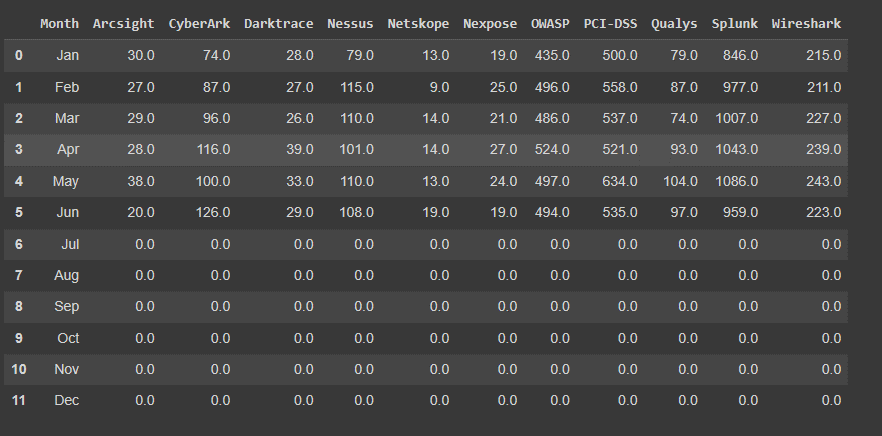 Month Arcsight CyberArk Darktrace Nessus Netskope Nexpose OWASP PCI-DSS Qualys Splunk Wireshark
0 Jan 30.0 74.0 28.0 79.0 13.0 19.0 435.0 500.0 79.0 846.0 215.0
1 Feb 27.0 87.0 27.0 115.0 9.0 25.0 496.0 558.0 87.0 977.0 211.0
2 Mar 29.0 96.0 26.0 110.0 14.0 21.0 486.0 537.0 74.0 1007.0 227.0
3 Apr 28.0 116.0 39.0 101.0 14.0 27.0 524.0 521.0 93.0 1043.0 239.0
4 May 38.0 100.0 33.0 110.0 13.0 24.0 497.0 634.0 104.0 1086.0 243.0
5 Jun 20.0 126.0 29.0 108.0 19.0 19.0 494.0 535.0 97.0 959.0 223.0
6 Jul 0.0 0.0 0.0 0.0 0.0 0.0 0.0 0.0 0.0 0.0 0.0
7 Aug 0.0 0.0 0.0 0.0 0.0 0.0 0.0 0.0 0.0 0.0 0.0
8 Sep 0.0 0.0 0.0 0.0 0.0 0.0 0.0 0.0 0.0 0.0 0.0
9 Oct 0.0 0.0 0.0 0.0 0.0 0.0 0.0 0.0 0.0 0.0 0.0
10 Nov 0.0 0.0 0.0 0.0 0.0 0.0 0.0 0.0 0.0 0.0 0.0
11 Dec 0.0 0.0 0.0 0.0 0.0 0.0 0.0 0.0 0.0 0.0 0.0